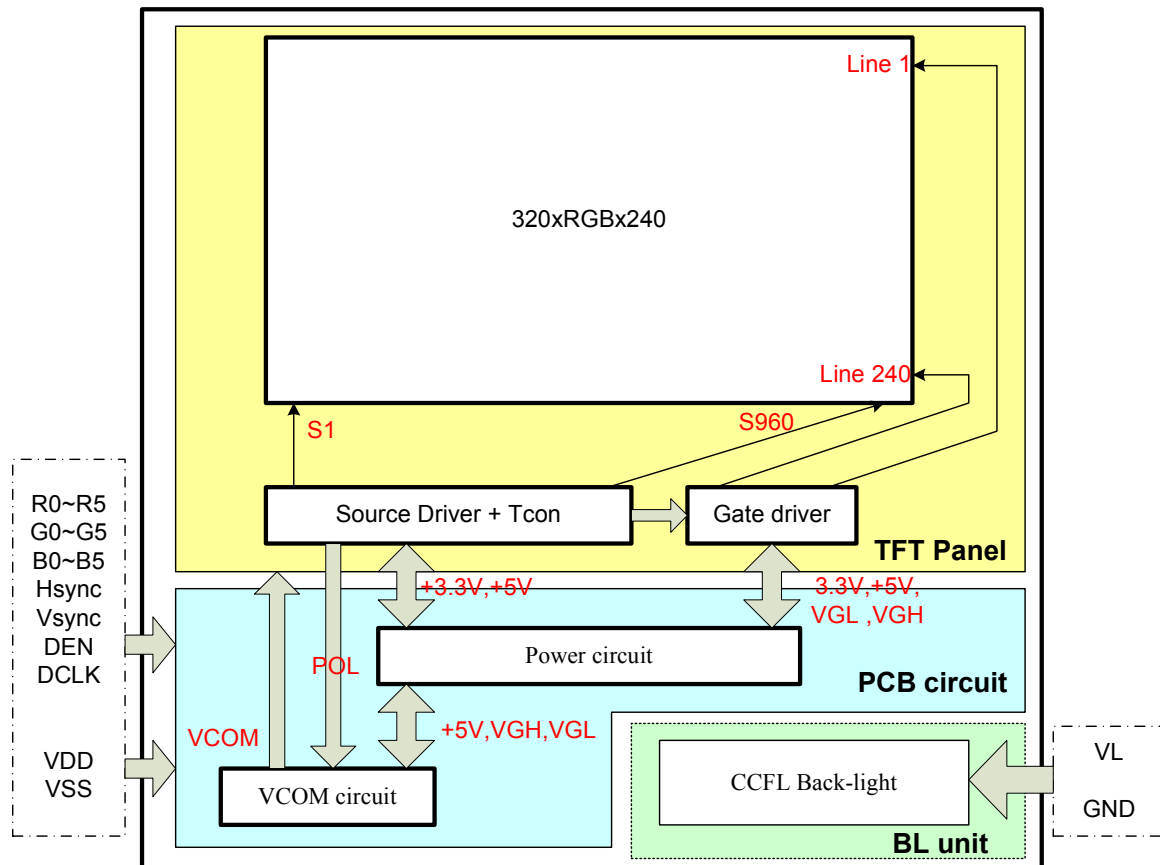 Line 1
320xRGBx240
Line 240
S1
S960
Source Driver + Tcon
Gate driver
TFT Panel
R0~R5
G0~G5
B0~B5
Hsync
Vsync
DEN
DCLK
VDD
VSS
+3.3V,+5V
3.3V,+5V,
VGL ,VGH
Power circuit
POL
PCB circuit
VCOM
+5V,VGH,VGL
VCOM circuit
CCFL Back-light
BL unit
VL
GND